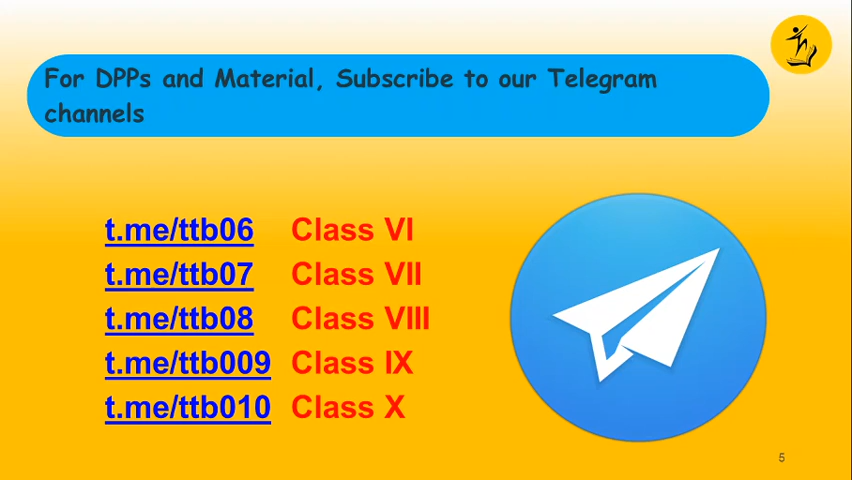 For DPPs and Material, Subscribe to our Telegram
channels
t.me/ttb06 Class VI
t.me/ttb07 Class VII
t.me/ttb08 Class VIII
t.me/ttb009 Class IX
t.me/ttb010 Class X
5